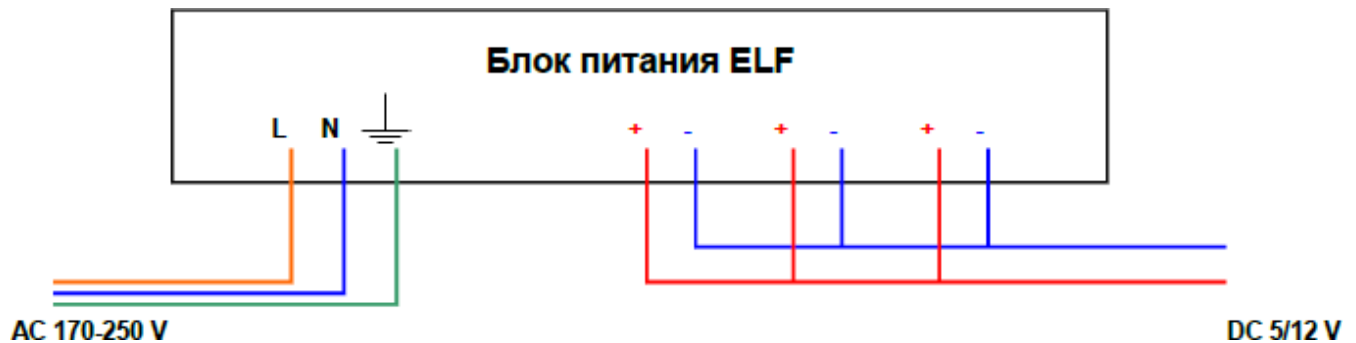 Блок питания ELF
L N + - + - + -
AC 170-250 V
DC 5/12 V